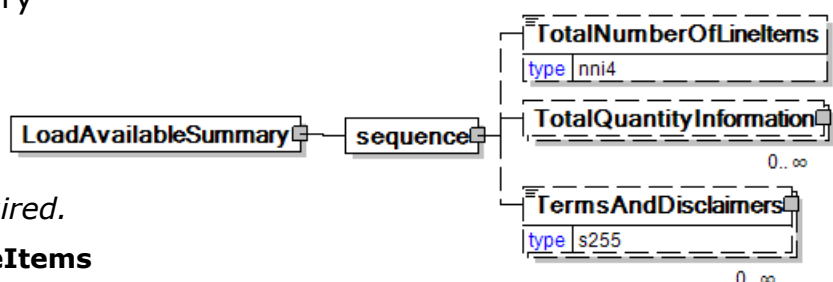 ry
TotalNumberOfLineItems
type nni4
LoadAvailableSummary
sequence
TotalQuantityInformation
0.. ∞
ired.
TermsAndDisclaimers
type s255
eItems
0.. ∞